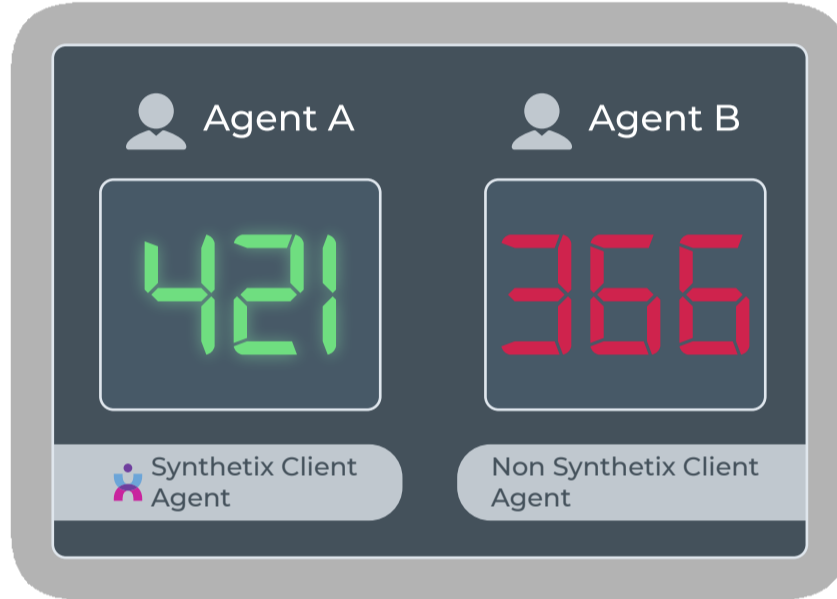 Agent A
Agent B
421
366
Synthetix Client
Agent
Non Synthetix Client
Agent